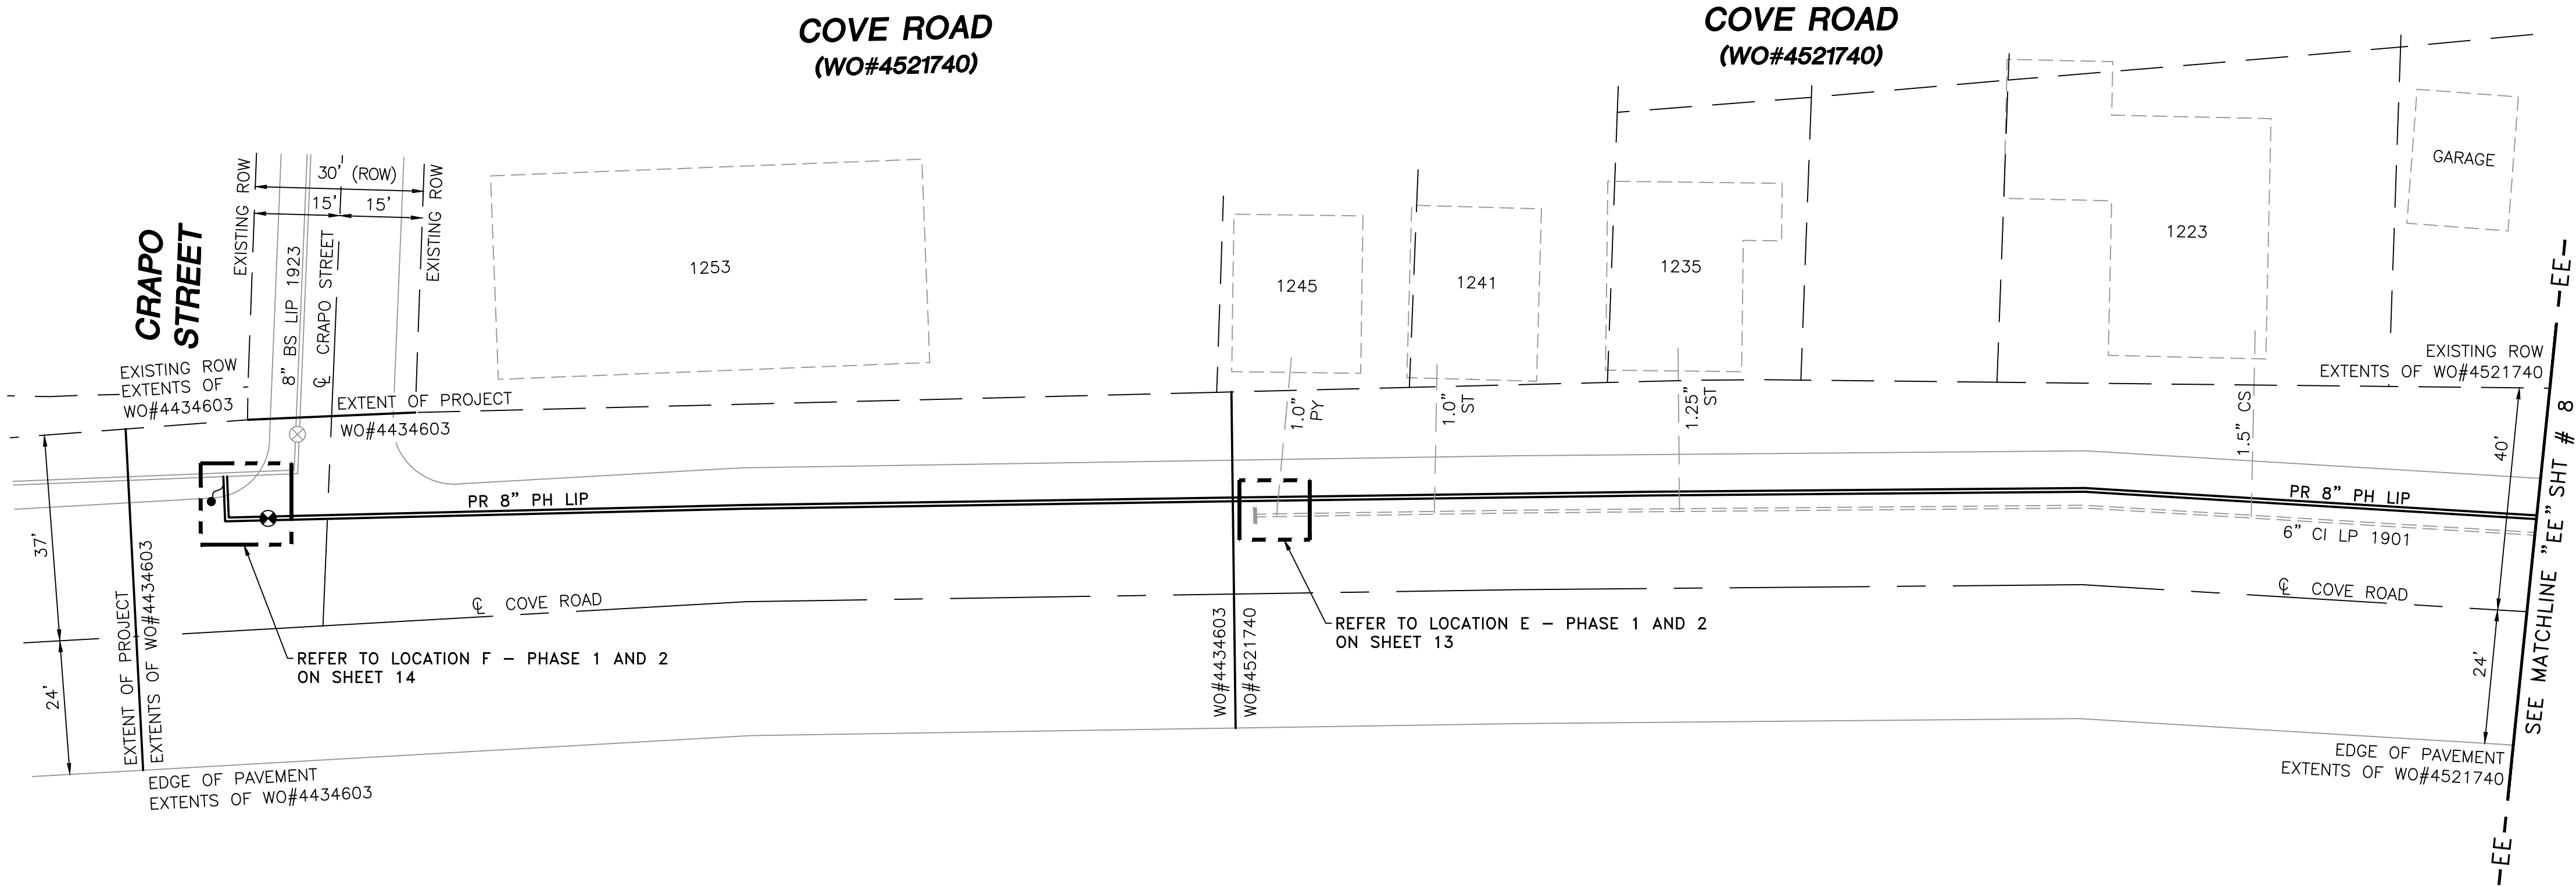 COVE ROAD
(WO#4521740)
COVE ROAD
(WO#4521740)
CRAPO
STREET
EXISTING ROW
30' (ROW)
15'
15'
EXISTING ROW
8" BS LIP 1923
℄ CRAPO STREET
1253
1245
1241
1235
1223
GARAGE
EXISTING ROW
EXTENTS OF
WO#4434603
EXTENT OF PROJECT
WO#4434603
1.0"
PY
1.0"
ST
1.25"
ST
1.5" CS
EXISTING ROW
EXTENTS OF WO#4521740
40'
37'
24'
PR 8" PH LIP
PR 8" PH LIP
6" CI LP 1901
℄ COVE ROAD
℄ COVE ROAD
24'
EXTENT OF PROJECT
EXTENTS OF WO#4434603
REFER TO LOCATION F – PHASE 1 AND 2
ON SHEET 14
WO#4434603
WO#4521740
REFER TO LOCATION E – PHASE 1 AND 2
ON SHEET 13
EDGE OF PAVEMENT
EXTENTS OF WO#4434603
EDGE OF PAVEMENT
EXTENTS OF WO#4521740
EE
SEE MATCHLINE "EE" SHT # 8
EE